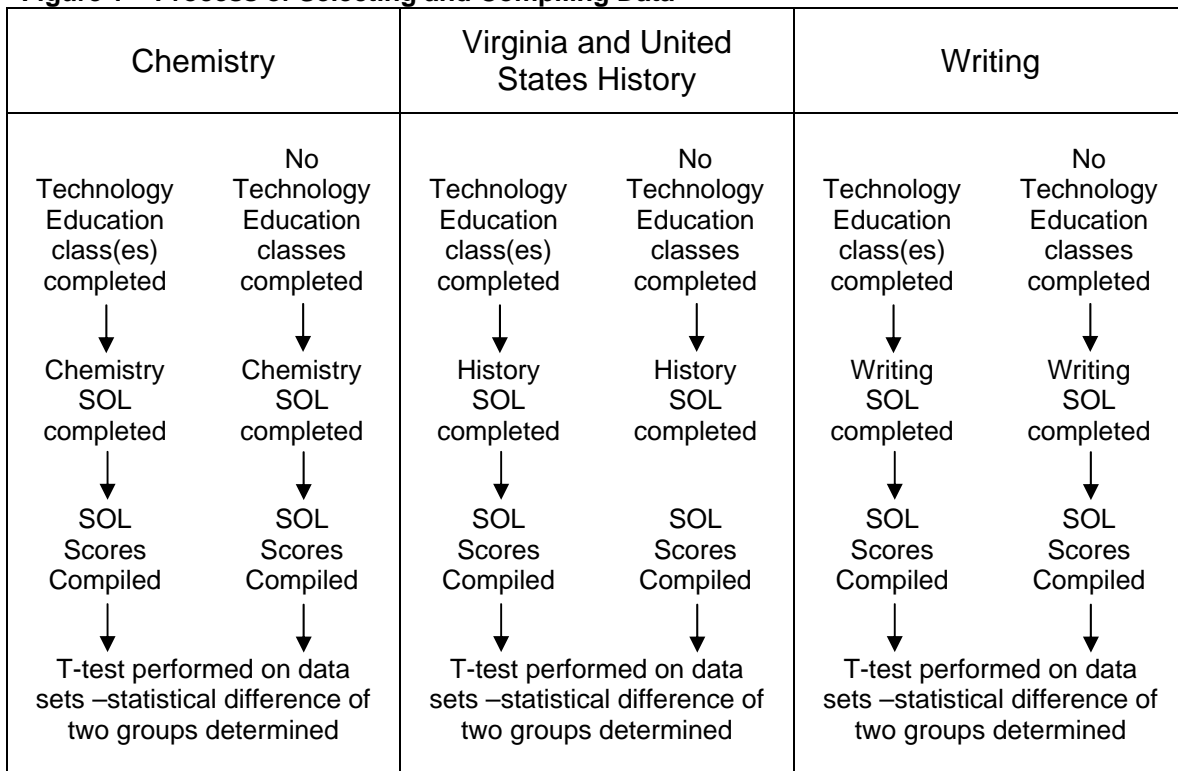 Figure 1 – Process of Selecting and Compiling Data
Chemistry
Technology
Education
class(es)
completed
Chemistry
SOL
completed
SOL
Scores
Compiled
No
Technology
Education
classes
completed
Chemistry
SOL
completed
SOL
Scores
Compiled
T-test performed on data
sets –statistical difference of
two groups determined
Virginia and United
States History
Technology
Education
class(es)
completed
History
SOL
completed
SOL
Scores
Compiled
No
Technology
Education
classes
completed
History
SOL
completed
SOL
Scores
Compiled
T-test performed on data
sets –statistical difference of
two groups determined
Writing
Technology
Education
class(es)
completed
Writing
SOL
completed
SOL
Scores
Compiled
No
Technology
Education
classes
completed
Writing
SOL
completed
SOL
Scores
Compiled
T-test performed on data
sets –statistical difference of
two groups determined